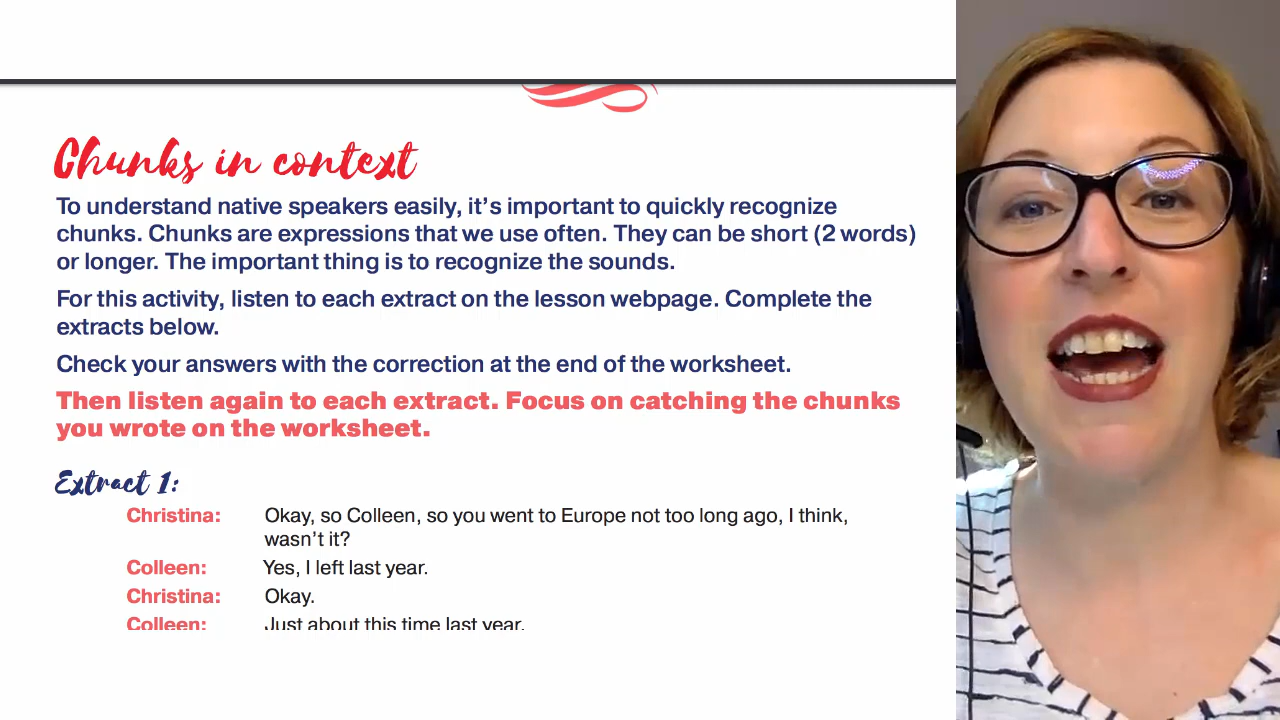 Chunks in context
To understand native speakers easily, it's important to quickly recognize
chunks. Chunks are expressions that we use often. They can be short (2 words)
or longer. The important thing is to recognize the sounds.
For this activity, listen to each extract on the lesson webpage. Complete the
extracts below.
Check your answers with the correction at the end of the worksheet.
Then listen again to each extract. Focus on catching the chunks
you wrote on the worksheet.
Extract 1:
Christina: Okay, so Colleen, so you went to Europe not too long ago, I think,
wasn't it?
Colleen: Yes, I left last year.
Christina: Okay.
Colleen: Just about this time last year.